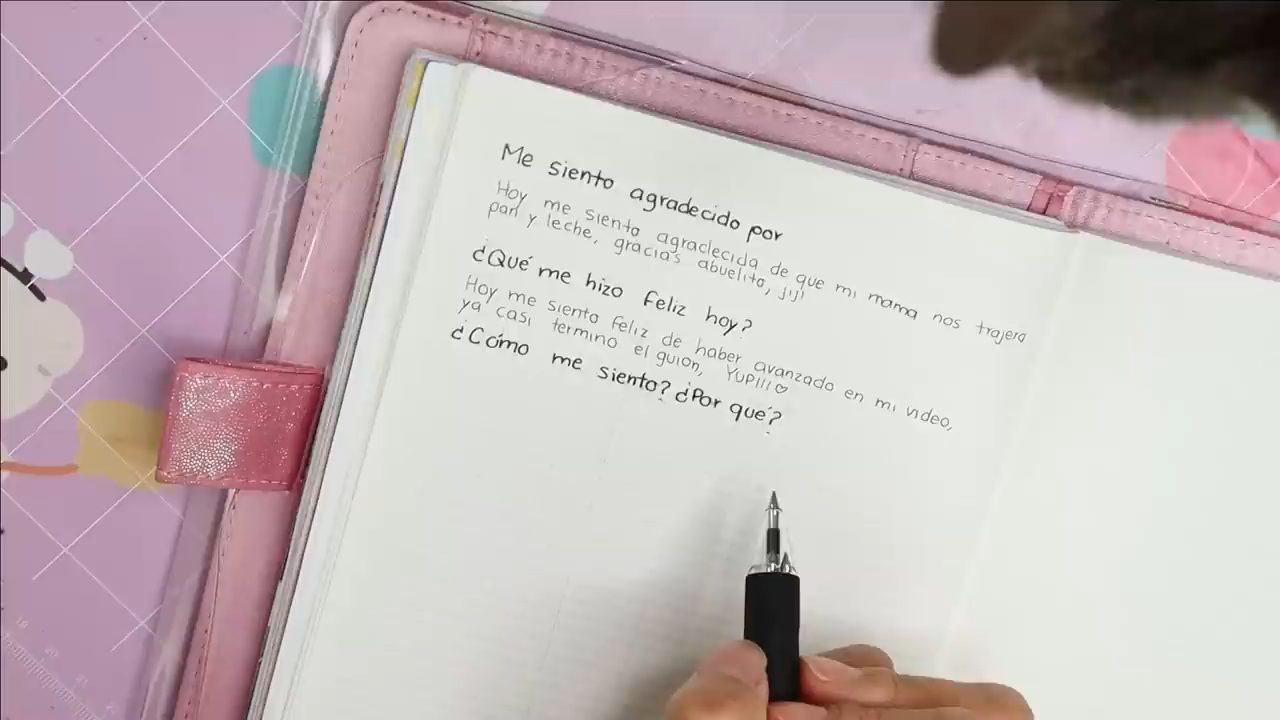 Me siento agradecido por
Hoy me siento agradecida de que mi mama nos trajera
pan y leche, gracias abuelito, jiji
¿Qué me hizo feliz hoy?
Hoy me siento feliz de haber avanzado en mi video,
ya casi termino el guion, YUPIII♡
¿Cómo me siento? ¿Por qué?